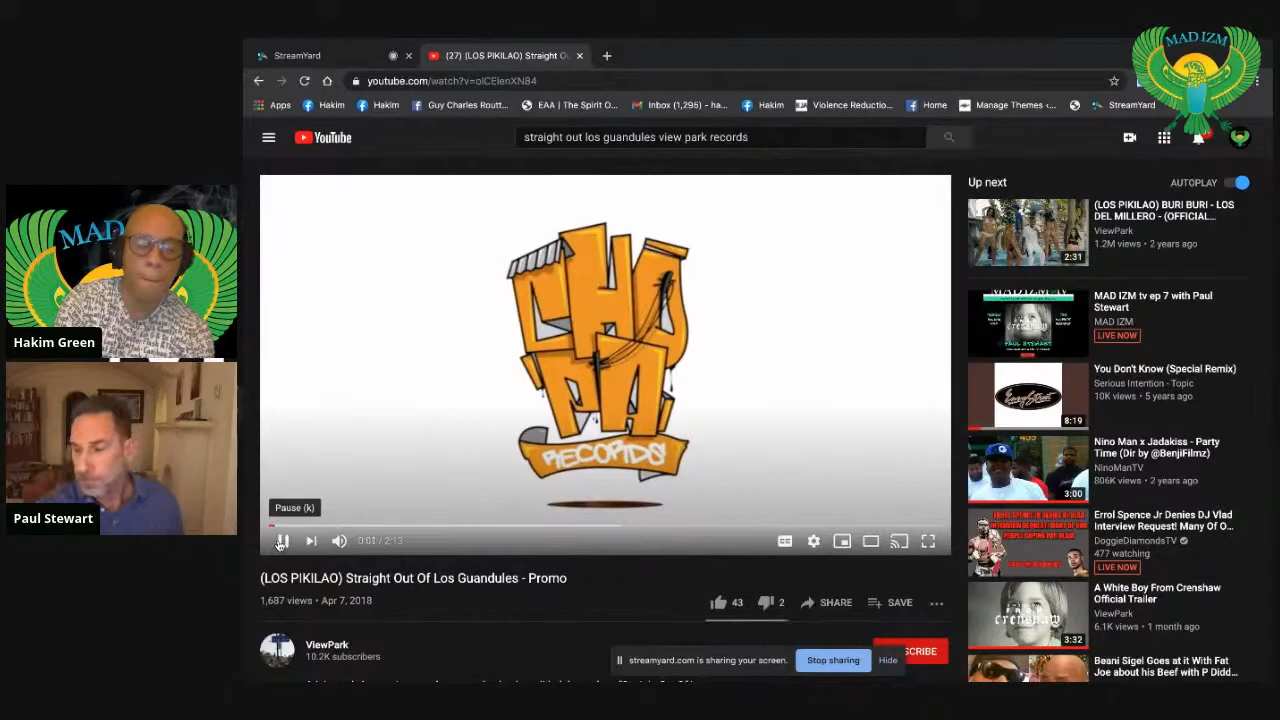 MAD IZM
StreamYard
(27) (LOS PIKILAO) Straight Ou
youtube.com/watch?v=olCElenXN84
Apps
Hakim
Hakim
Guy Charles Routt...
EAA | The Spirit O...
Inbox (1,295) - ha...
Hakim
Violence Reductio...
Home
Manage Themes ‹...
StreamYard
YouTube
straight out los guandules view park records
CHOPA
RECORDS
Pause (k)
0:01 / 2:13
(LOS PIKILAO) Straight Out Of Los Guandules - Promo
1,687 views • Apr 7, 2018
43
2
SHARE
SAVE
ViewPark
10.2K subscribers
SCRIBE
streamyard.com is sharing your screen.
Stop sharing
Hide
MAD
Hakim Green
Paul Stewart
Up next
AUTOPLAY
(LOS PIKILAO) BURI BURI - LOS
DEL MILLERO - (OFFICIAL...
ViewPark
1.2M views • 2 years ago
2:31
MAD IZM tv ep 7 with Paul
Stewart
MAD IZM
LIVE NOW
You Don't Know (Special Remix)
Serious Intention - Topic
10K views • 5 years ago
8:19
Nino Man x Jadakiss - Party
Time (Dir by @BenjiFilmz)
NinoManTV
806K views • 2 years ago
3:00
Errol Spence Jr Denies DJ Vlad
Interview Request! Many Of O...
DoggieDiamondsTV
477 watching
LIVE NOW
A White Boy From Crenshaw
Official Trailer
ViewPark
6.1K views • 1 month ago
3:32
Beani Sigel Goes at it With Fat
Joe about his Beef with P Didd...